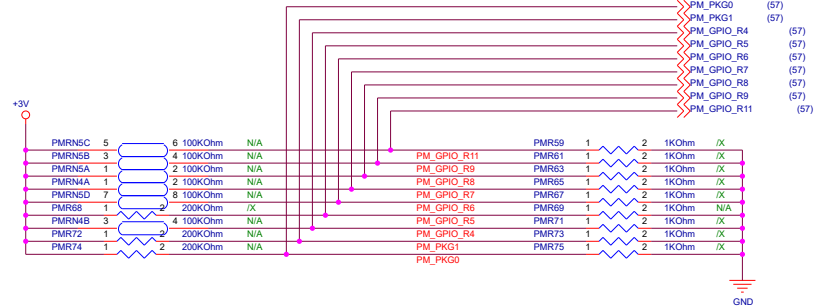 PM_PKG0 (57)
PM_PKG1 (57)
PM_GPIO_R4 (57)
PM_GPIO_R5 (57)
PM_GPIO_R6 (57)
PM_GPIO_R7 (57)
PM_GPIO_R8 (57)
PM_GPIO_R9 (57)
PM_GPIO_R11 (57)
+3V
PMRN5C 5 6 100KOhm N/A PMR59 1 2 1KOhm /X
PMRN5B 3 4 100KOhm N/A PM_GPIO_R11 PMR61 1 2 1KOhm /X
PMRN5A 1 2 100KOhm N/A PM_GPIO_R9 PMR63 1 2 1KOhm /X
PMRN4A 1 2 100KOhm N/A PM_GPIO_R8 PMR65 1 2 1KOhm /X
PMRN5D 7 8 100KOhm N/A PM_GPIO_R7 PMR67 1 2 1KOhm /X
PMR68 1 2 200KOhm /X PM_GPIO_R6 PMR69 1 2 1KOhm N/A
PMRN4B 3 4 100KOhm N/A PM_GPIO_R5 PMR71 1 2 1KOhm /X
PMR72 1 2 200KOhm N/A PM_GPIO_R4 PMR73 1 2 1KOhm /X
PMR74 1 2 200KOhm N/A PM_PKG1 PMR75 1 2 1KOhm /X
PM_PKG0
GND